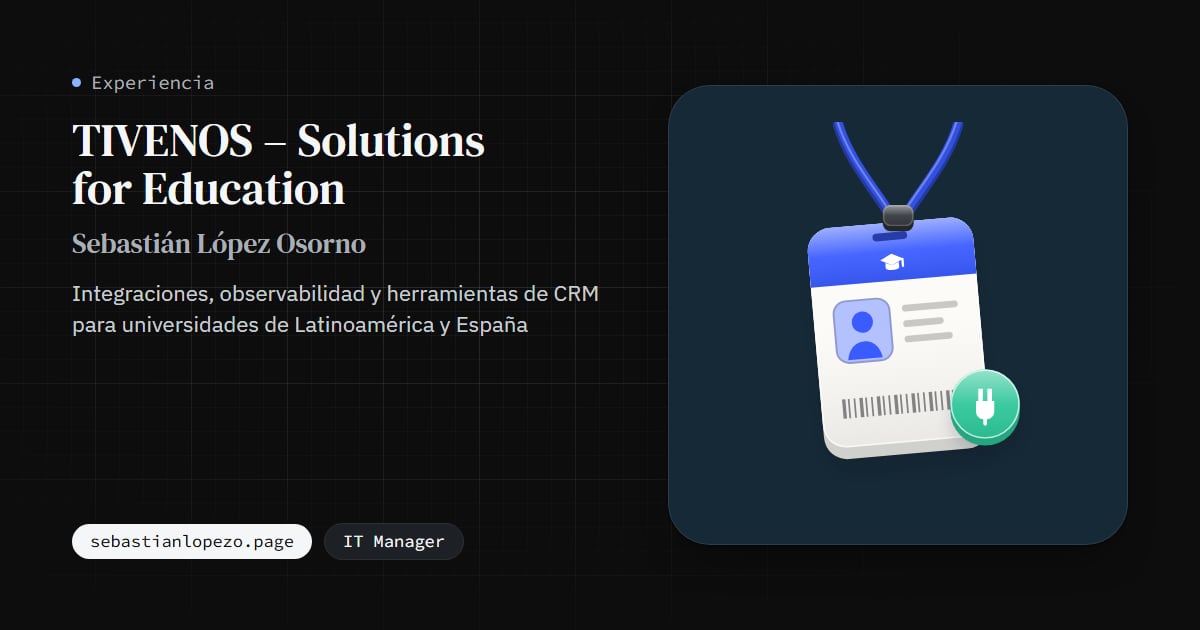 Experiencia
TIVENOS – Solutions
for Education
Sebastián López Osorno
Integraciones, observabilidad y herramientas de CRM
para universidades de Latinoamérica y España
sebastianlopezo.page
IT Manager